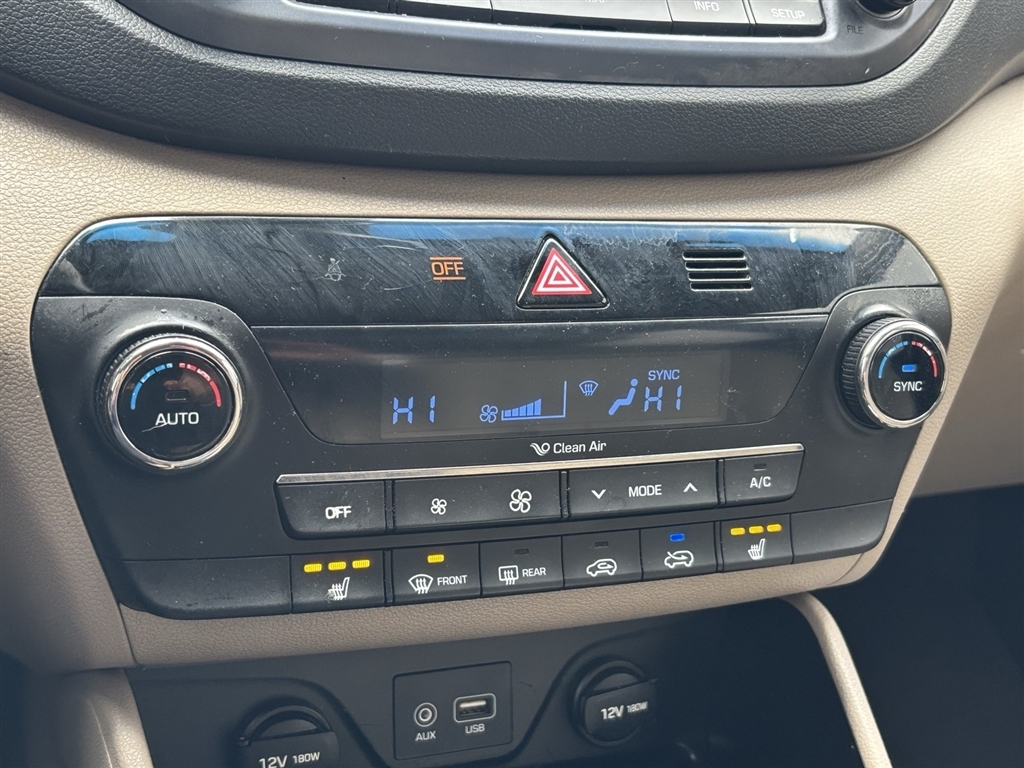 INFO
SETUP
FILE
OFF
AUTO
HI
SYNC
HI
SYNC
Clean Air
OFF
MODE
A/C
FRONT
REAR
AUX
USB
12V 180W
12V 180W